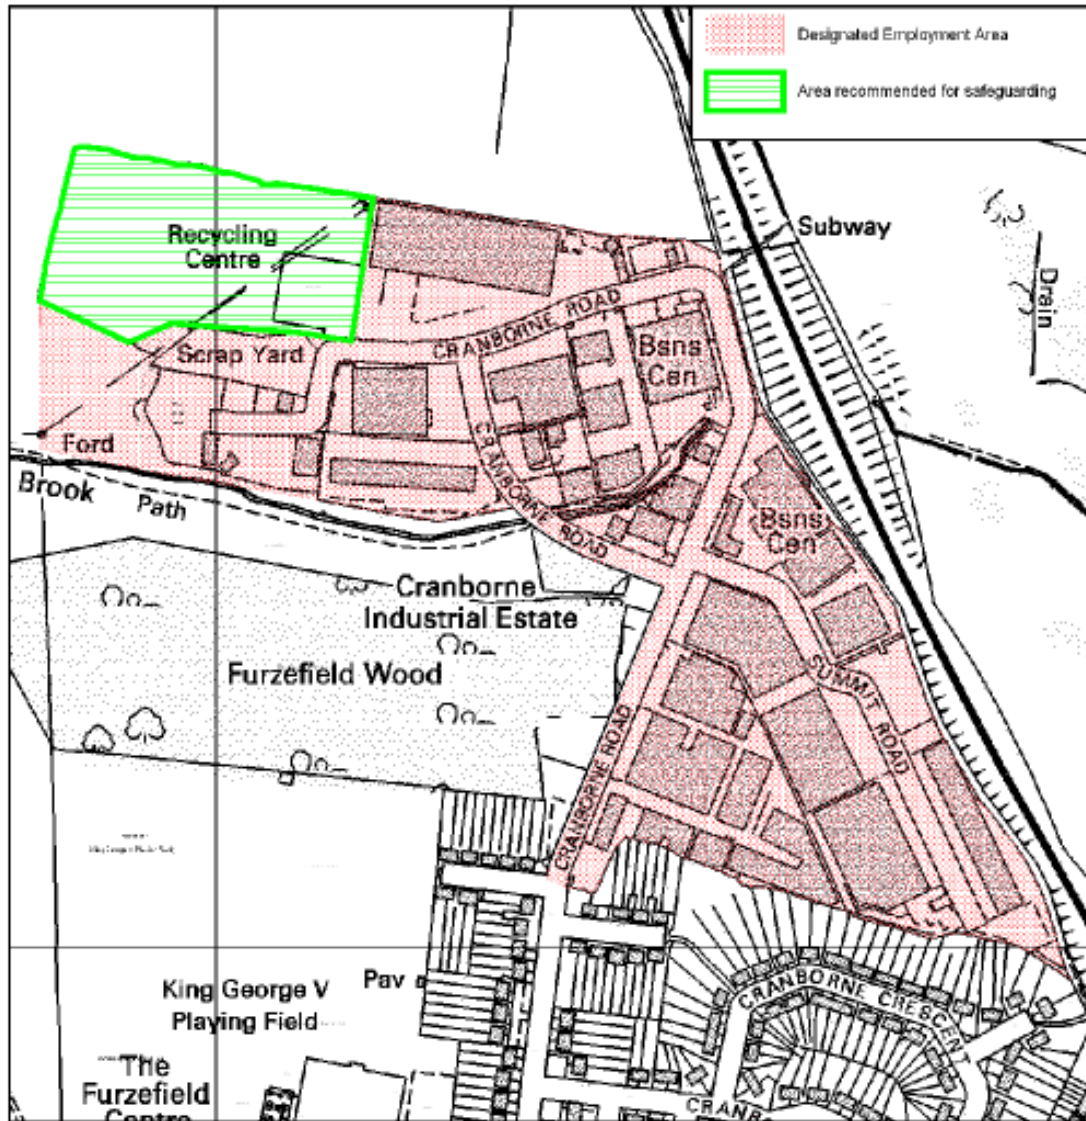 Designated Employment Area
Area recommended for safeguarding
Subway
Recycling
Centre
Drain
CRANBORNE ROAD
Bsns
Cen
Scrap Yard
Ford
Brook
Path
CRANBORNE ROAD
Bsns
Cen
Cranborne
Industrial Estate
Furzefield Wood
SUMMIT ROAD
CRANBORNE ROAD
King George V
Playing Field
Pav
CRANBORNE CRESCENT
The
Furzefield
Centre